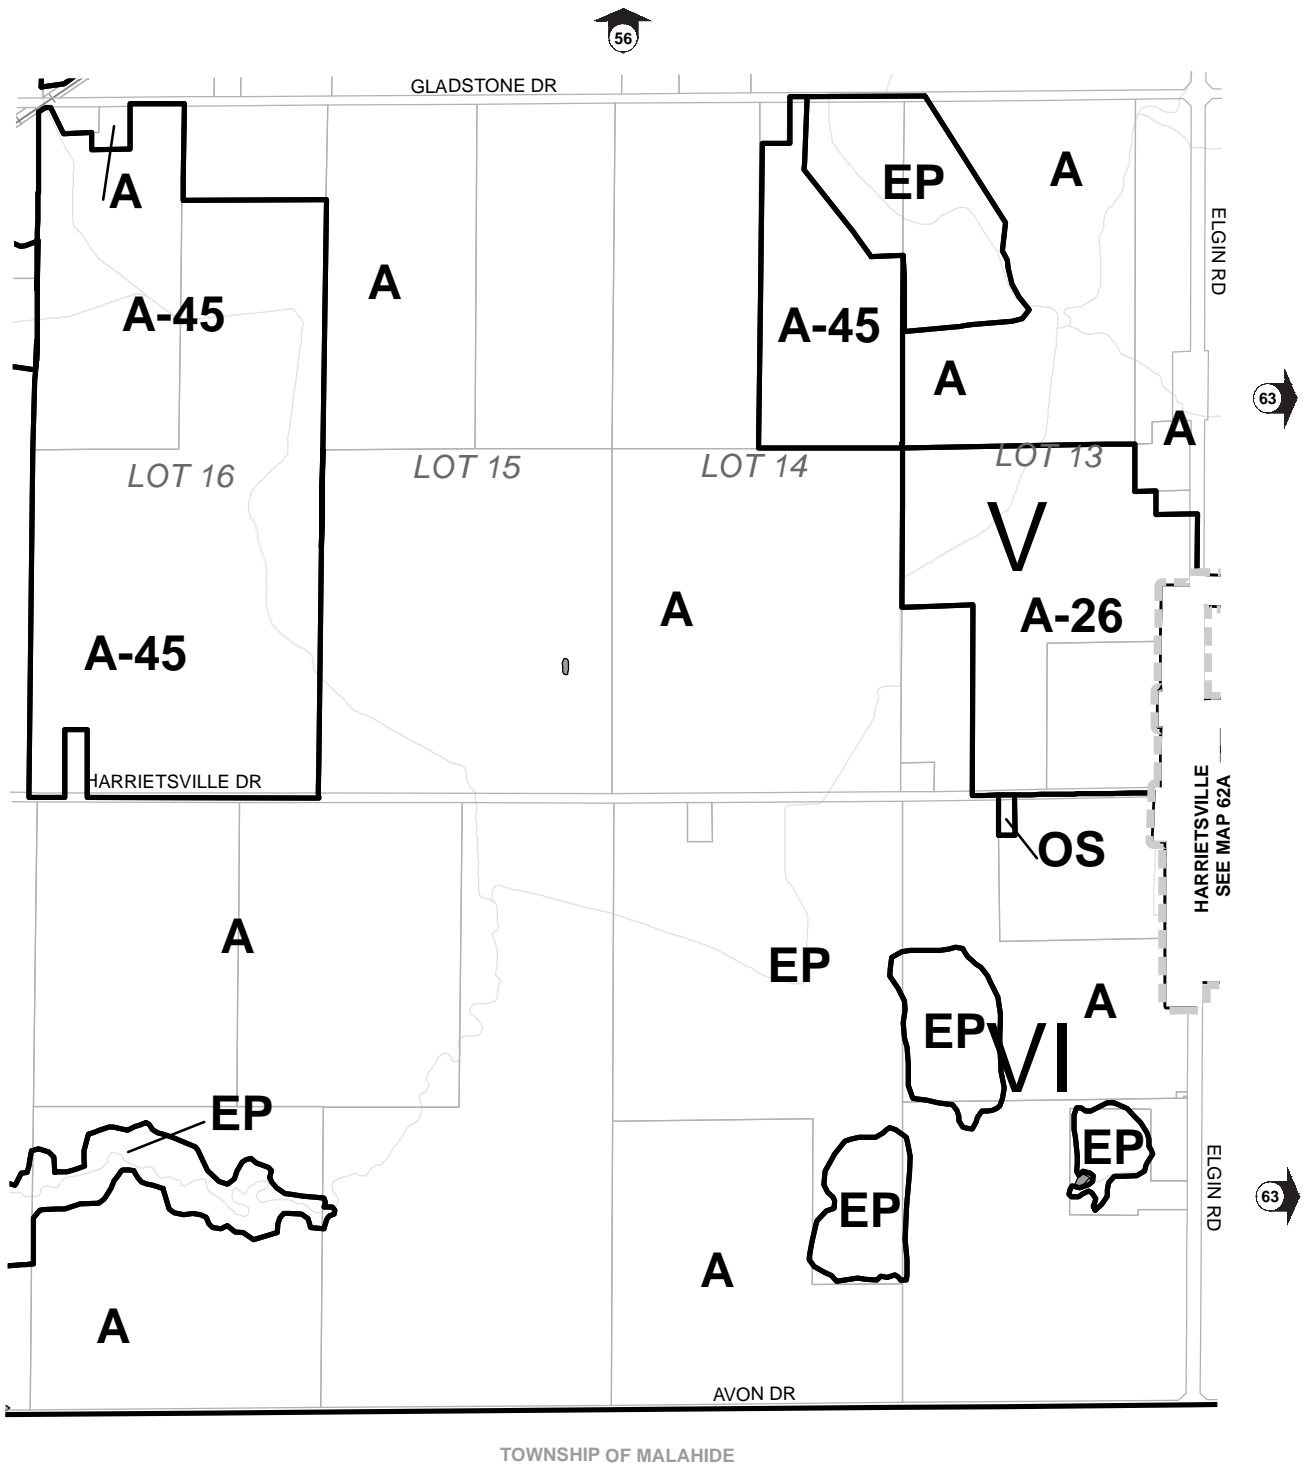 56
GLADSTONE DR
A
EP
A
ELGIN RD
A
A-45
A-45
A
63
A
LOT 16
LOT 15
LOT 14
LOT 13
V
A
A-26
A-45
HARRIETSVILLE DR
HARRIETSVILLE
SEE MAP 62A
OS
A
EP
A
EP
VI
EP
EP
ELGIN RD
63
EP
A
A
AVON DR
TOWNSHIP OF MALAHIDE